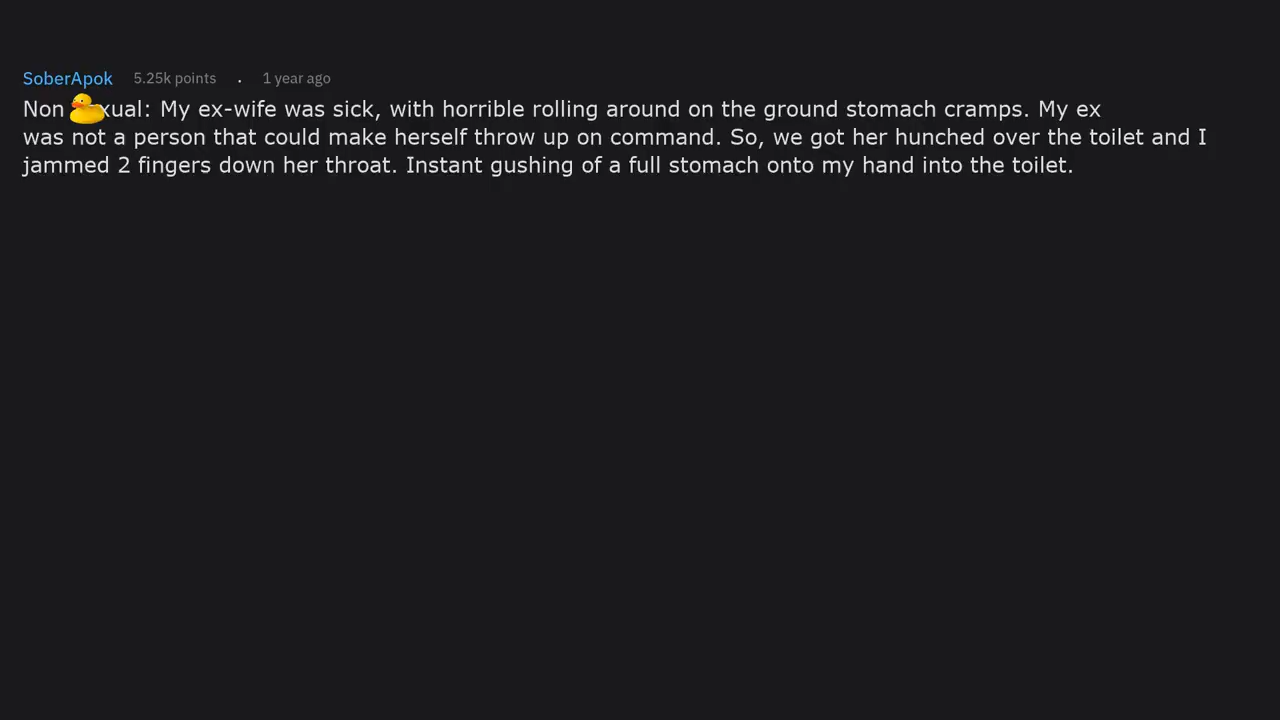 SoberApok 5.25k points . 1 year ago
Non xual: My ex-wife was sick, with horrible rolling around on the ground stomach cramps. My ex
was not a person that could make herself throw up on command. So, we got her hunched over the toilet and I
jammed 2 fingers down her throat. Instant gushing of a full stomach onto my hand into the toilet.